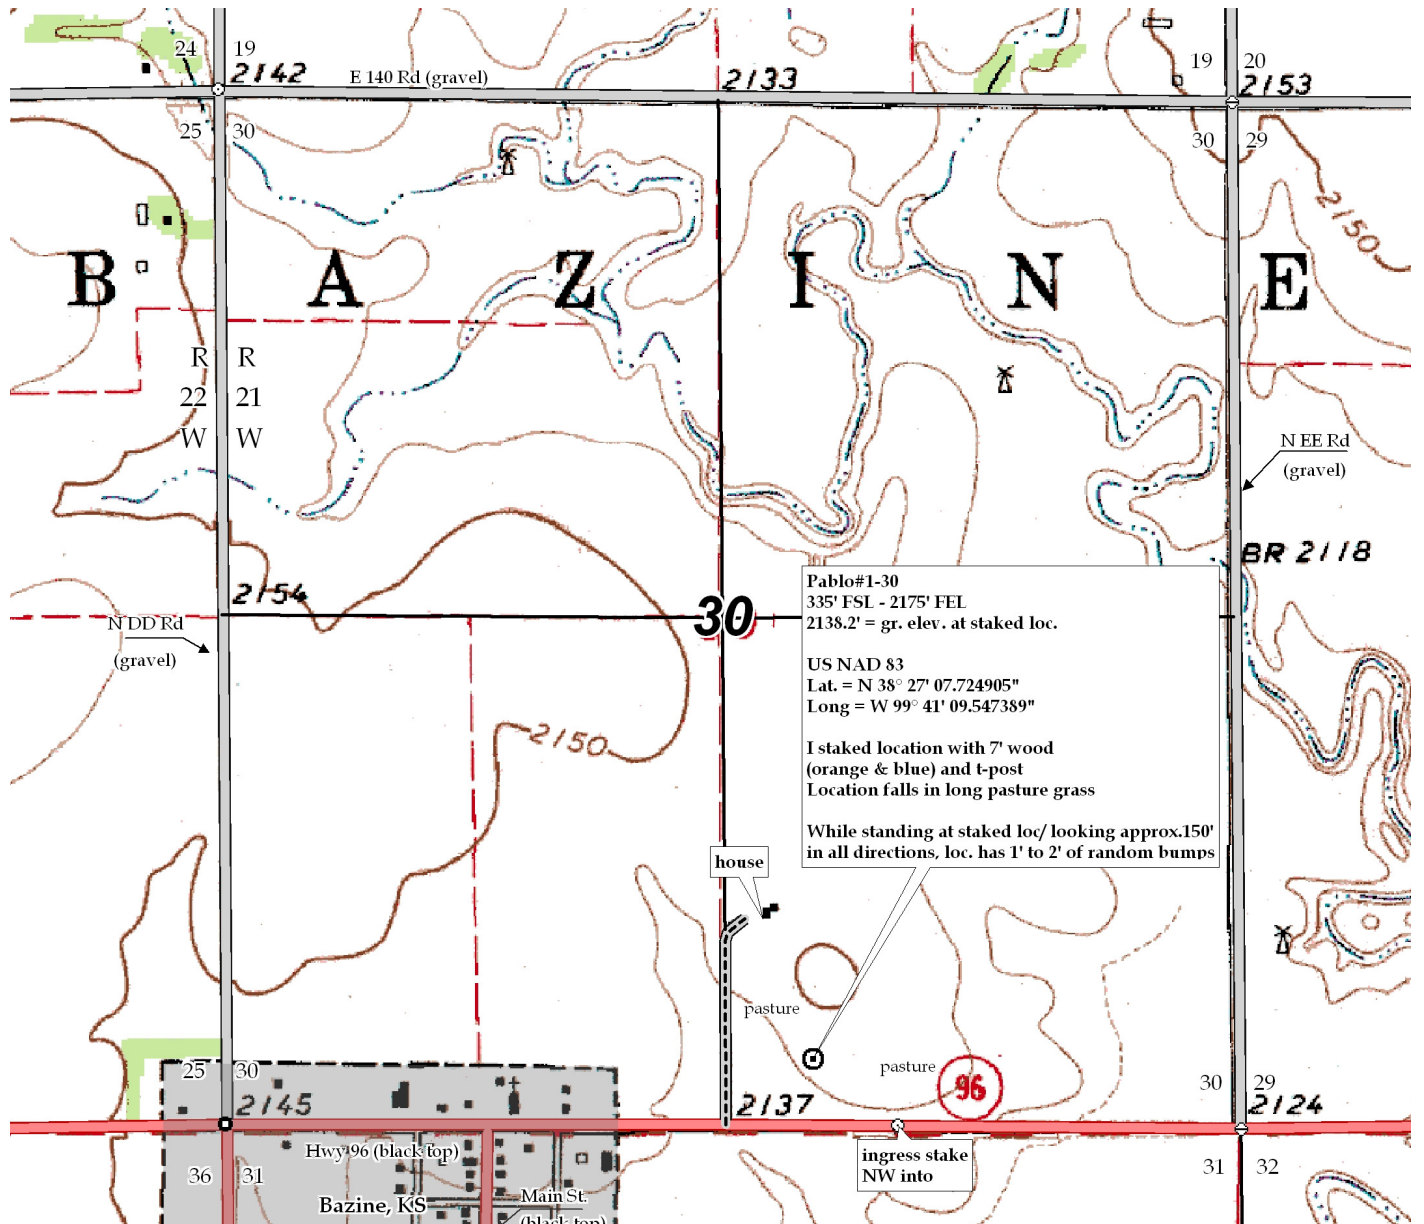 24 19
2142
E 140 Rd (gravel)
2133
19 20
2153
25 30
30 29
2150
B A Z I N E
R R
22 21
W W
N EE Rd
(gravel)
BR 2118
2154
N DD Rd
(gravel)
30
Pablo#1-30
335' FSL - 2175' FEL
2138.2' = gr. elev. at staked loc.
US NAD 83
Lat. = N 38° 27' 07.724905"
Long = W 99° 41' 09.547389"
I staked location with 7' wood
(orange & blue) and t-post
Location falls in long pasture grass
While standing at staked loc/ looking approx.150'
in all directions, loc. has 1' to 2' of random bumps
2150
house
pasture
pasture
96
25 30
2145
2137
30 29
2124
Hwy 96 (black top)
ingress stake
NW into
36 31
31 32
Bazine, KS
Main St.
(black top)